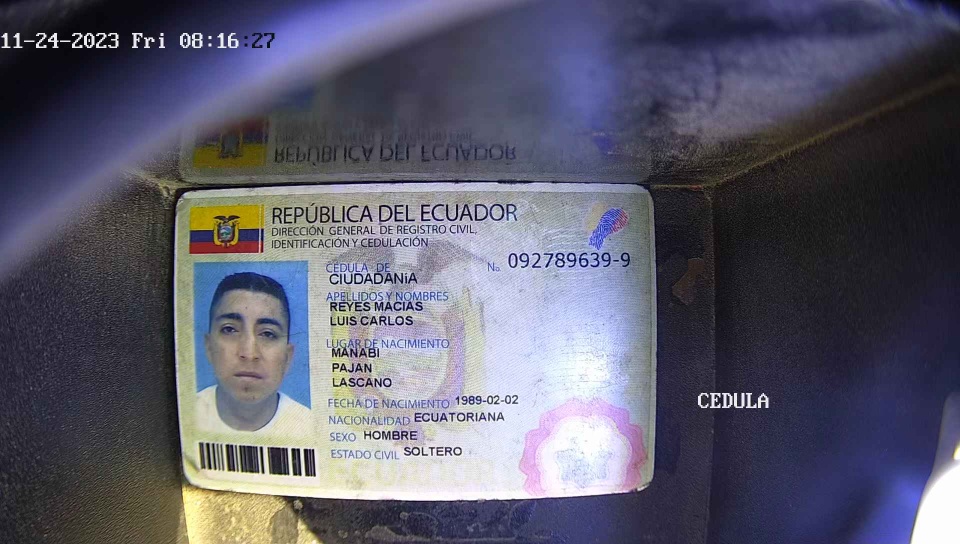 11-24-2023 Fri 08:16:27
REPÚBLICA DEL ECUADOR
REPÚBLICA DEL ECUADOR
DIRECCIÓN GENERAL DE REGISTRO CIVIL,
IDENTIFICACIÓN Y CEDULACIÓN
CÉDULA DE No. 092789639-9
CIUDADANíA
APELLIDOS Y NOMBRES
REYES MACIAS
LUIS CARLOS
LUGAR DE NACIMIENTO
MANABI
PAJAN
LASCANO
FECHA DE NACIMIENTO 1989-02-02
NACIONALIDAD ECUATORIANA
SEXO HOMBRE
ESTADO CIVIL SOLTERO
CEDULA